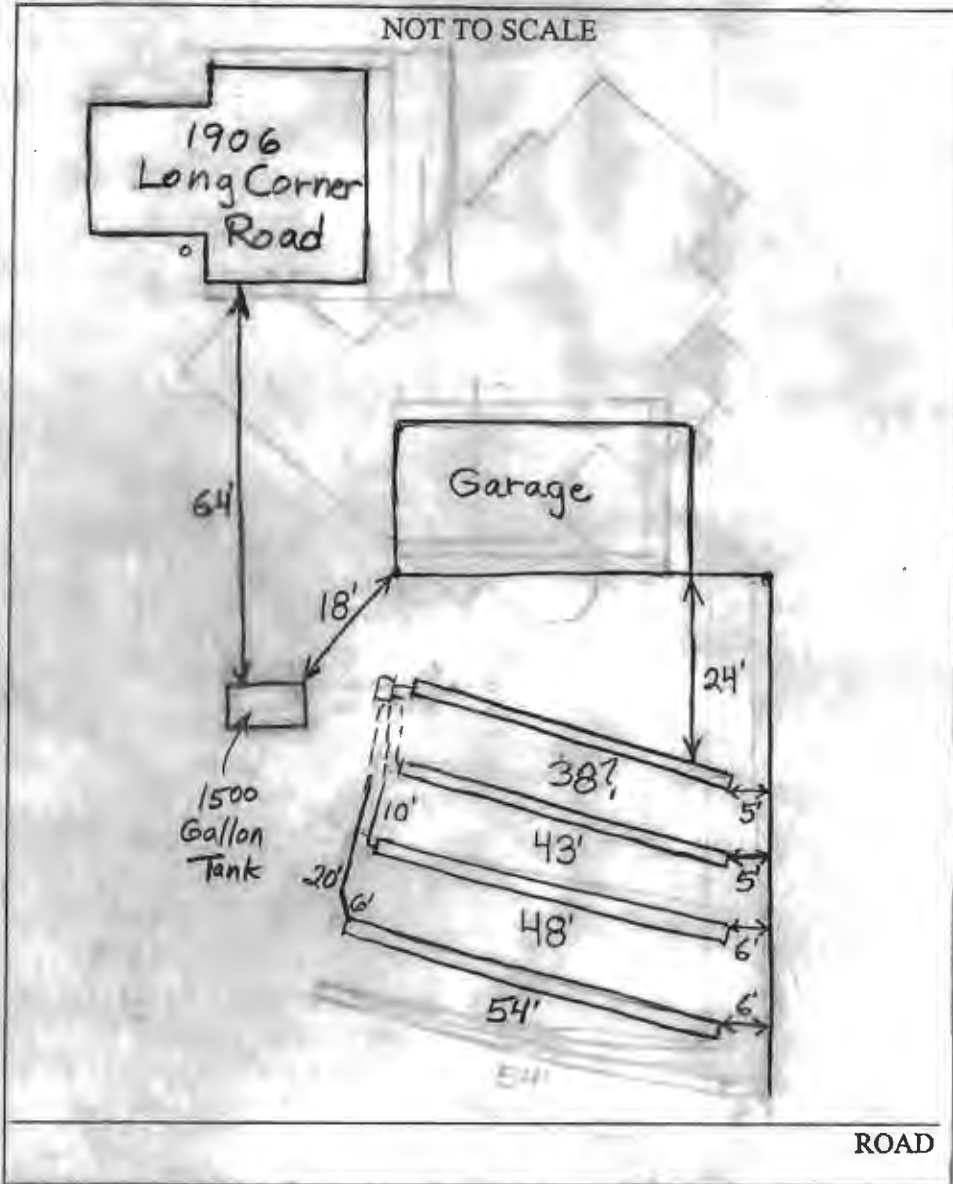 NOT TO SCALE
1906
Long Corner
Road
64'
Garage
18'
24'
1500
Gallon
Tank
38'
5'
10'
43'
5'
20'
6'
48'
6'
54'
6'
54'
ROAD